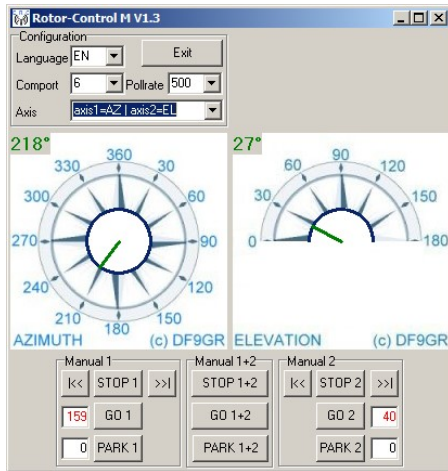 Rotor-Control M V1.3
Configuration
Language EN Exit
Comport 6 Pollrate 500
Axis axis1=AZ | axis2=EL
218° 27°
360
330 30
300 60
270 90
240 120
210 150
180
AZIMUTH (c) DF9GR
90
60 120
30 150
0 180
ELEVATION (c) DF9GR
Manual 1
|<< STOP 1 >>|
159 GO 1
0 PARK 1
Manual 1+2
STOP 1+2
GO 1+2
PARK 1+2
Manual 2
|<< STOP 2 >>|
GO 2 40
PARK 2 0